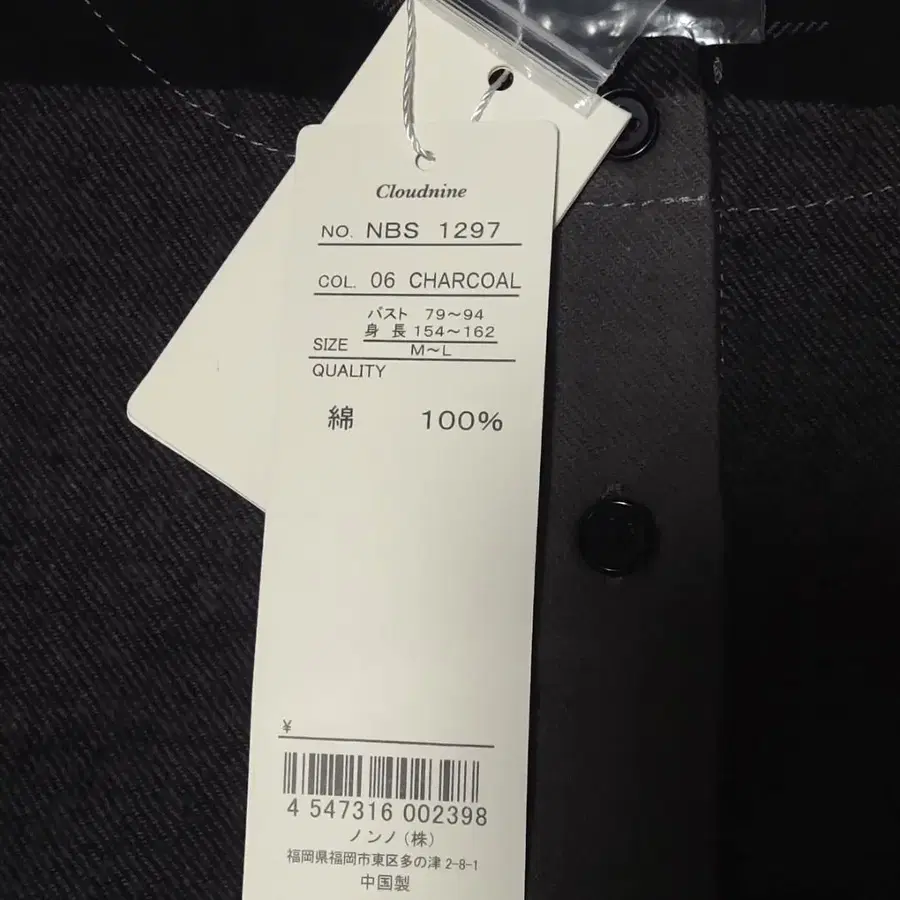 Cloudnine
NO. NBS 1297
COL. 06 CHARCOAL
バスト 79～94
身長 154～162
SIZE M～L
QUALITY
綿 100%
¥
4 547316 002398
ノンノ(株)
福岡県福岡市東区多の津 2-8-1
中国製